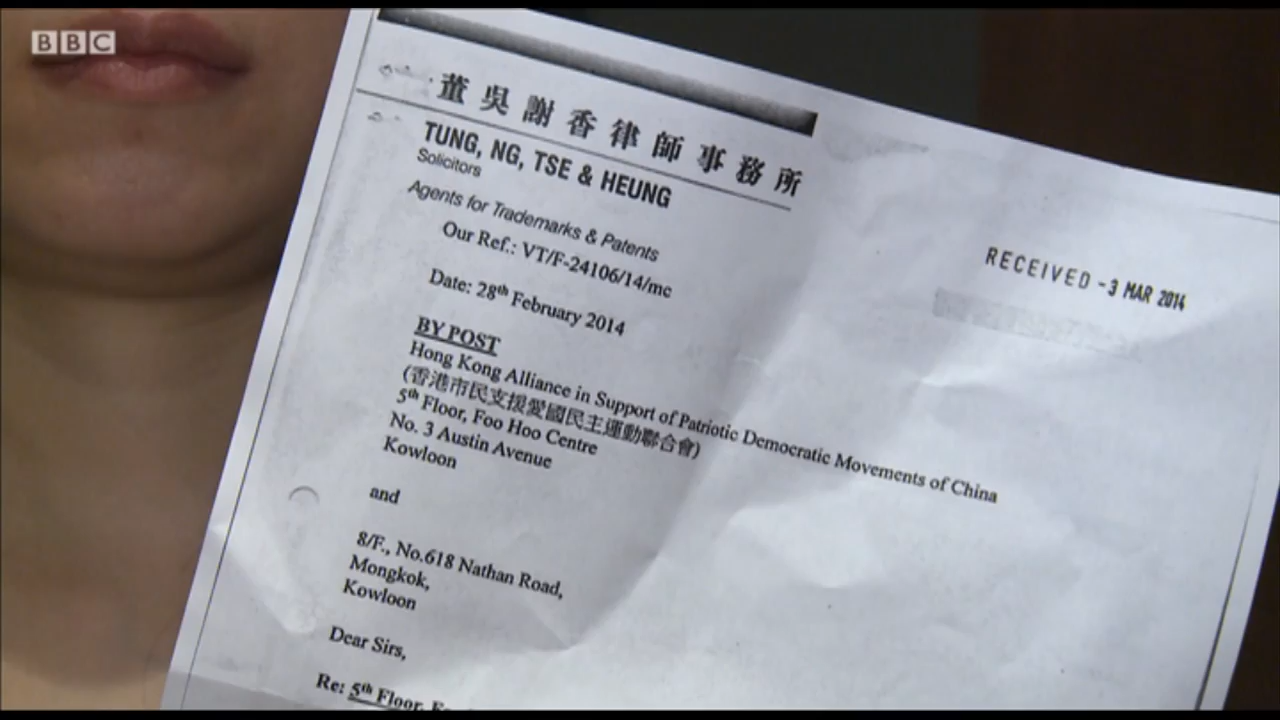 BBC
董吳謝香律師事務所
TUNG, NG, TSE & HEUNG
Solicitors
Agents for Trademarks & Patents
Our Ref.: VT/F-24106/14/mc
RECEIVED -3 MAR 2014
Date: 28th February 2014
BY POST
Hong Kong Alliance in Support of Patriotic Democratic Movements of China
(香港市民支援愛國民主運動聯合會)
5th Floor, Foo Hoo Centre
No. 3 Austin Avenue
Kowloon
and
8/F., No.618 Nathan Road,
Mongkok,
Kowloon
Dear Sirs,
Re: 5th Floor,